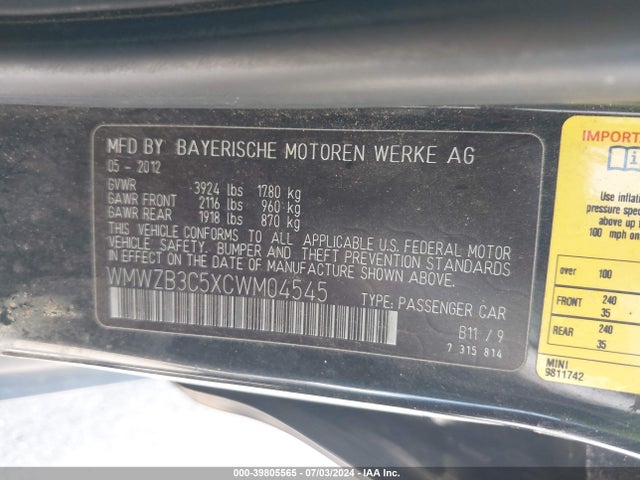 MFD BY BAYERISCHE MOTOREN WERKE AG
05 - 2012
GVWR 3924 lbs 1780 kg
GAWR FRONT 2116 lbs 960 kg
GAWR REAR 1918 lbs 870 kg
THIS VEHICLE CONFORMS TO ALL APPLICABLE U.S. FEDERAL MOTOR
VEHICLE SAFETY, BUMPER AND THEFT PREVENTION STANDARDS
IN EFFECT ON THE DATE OF MANUFACTURE SHOWN ABOVE.
WMWZB3C5XCWM04545
TYPE: PASSENGER CAR
B11 / 9
7 315 814
IMPORTA
i
Use inflat
pressure spec
above up
100 mph on
over 100
FRONT 240
35
REAR 240
35
MINI
9811742
000-39805565 - 07/03/2024 - IAA Inc.